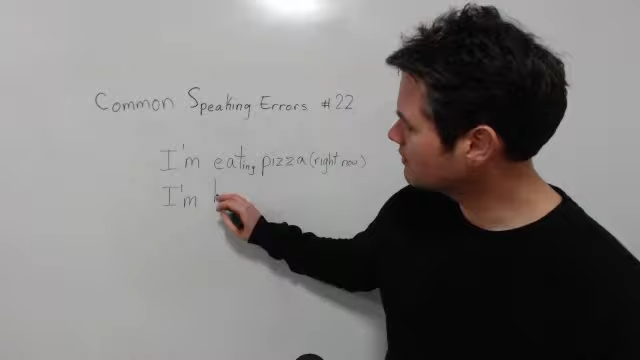 Common Speaking Errors #22
I'm eating pizza (right now)
I'm